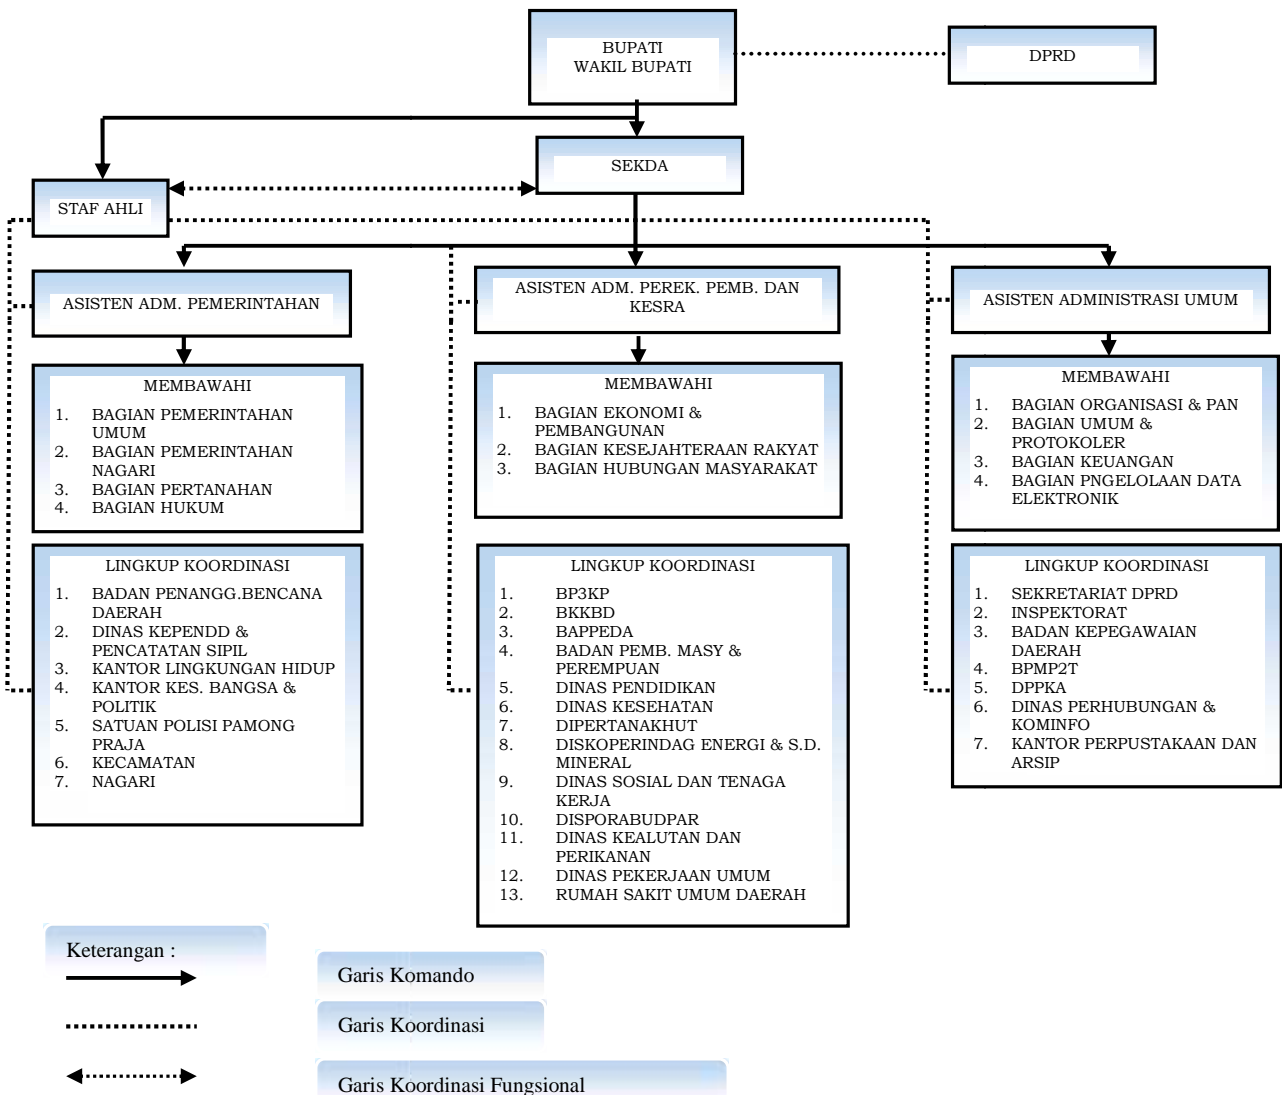 BUPATI
WAKIL BUPATI
DPRD
SEKDA
STAF AHLI
ASISTEN ADM. PEMERINTAHAN
ASISTEN ADM. PEREK. PEMB. DAN
KESRA
ASISTEN ADMINISTRASI UMUM
MEMBAWAHI
1. BAGIAN PEMERINTAHAN
UMUM
2. BAGIAN PEMERINTAHAN
NAGARI
3. BAGIAN PERTANAHAN
4. BAGIAN HUKUM
MEMBAWAHI
1. BAGIAN EKONOMI &
PEMBANGUNAN
2. BAGIAN KESEJAHTERAAN RAKYAT
3. BAGIAN HUBUNGAN MASYARAKAT
MEMBAWAHI
1. BAGIAN ORGANISASI & PAN
2. BAGIAN UMUM &
PROTOKOLER
3. BAGIAN KEUANGAN
4. BAGIAN PNGELOLAAN DATA
ELEKTRONIK
LINGKUP KOORDINASI
1. BADAN PENANGG.BENCANA
DAERAH
2. DINAS KEPENDD &
PENCATATAN SIPIL
3. KANTOR LINGKUNGAN HIDUP
4. KANTOR KES. BANGSA &
POLITIK
5. SATUAN POLISI PAMONG
PRAJA
6. KECAMATAN
7. NAGARI
LINGKUP KOORDINASI
1. BP3KP
2. BKKBD
3. BAPPEDA
4. BADAN PEMB. MASY &
PEREMPUAN
5. DINAS PENDIDIKAN
6. DINAS KESEHATAN
7. DIPERTANAKHUT
8. DISKOPERINDAG ENERGI & S.D.
MINERAL
9. DINAS SOSIAL DAN TENAGA
KERJA
10. DISPORABUDPAR
11. DINAS KEALUTAN DAN
PERIKANAN
12. DINAS PEKERJAAN UMUM
13. RUMAH SAKIT UMUM DAERAH
LINGKUP KOORDINASI
1. SEKRETARIAT DPRD
2. INSPEKTORAT
3. BADAN KEPEGAWAIAN
DAERAH
4. BPMP2T
5. DPPKA
6. DINAS PERHUBUNGAN &
KOMINFO
7. KANTOR PERPUSTAKAAN DAN
ARSIP
Keterangan :
Garis Komando
Garis Koordinasi
Garis Koordinasi Fungsional